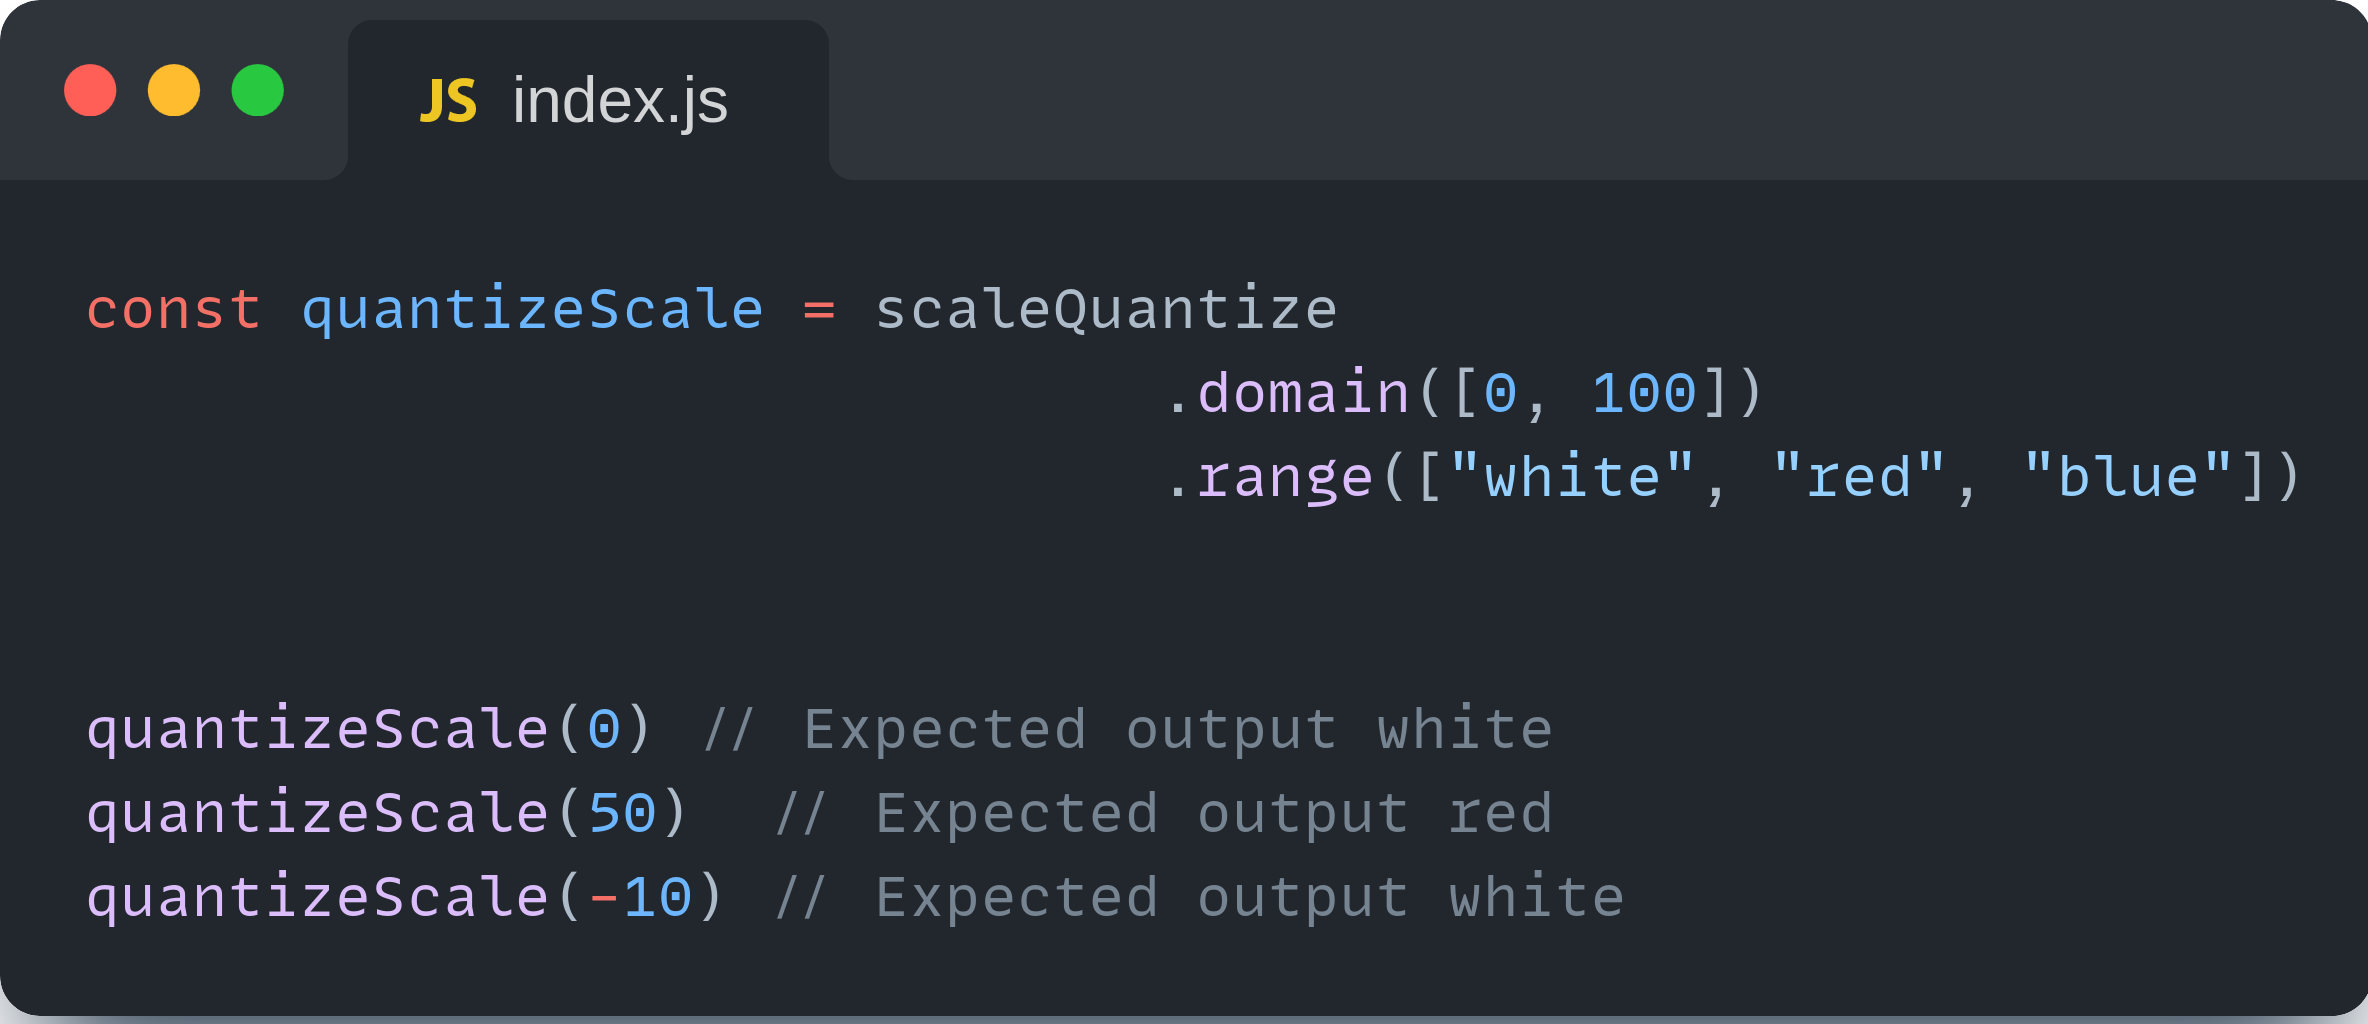 JS index.js
const quantizeScale = scaleQuantize
.domain([0, 100])
.range(["white", "red", "blue"])
quantizeScale(0) // Expected output white
quantizeScale(50)  // Expected output red
quantizeScale(-10) // Expected output white